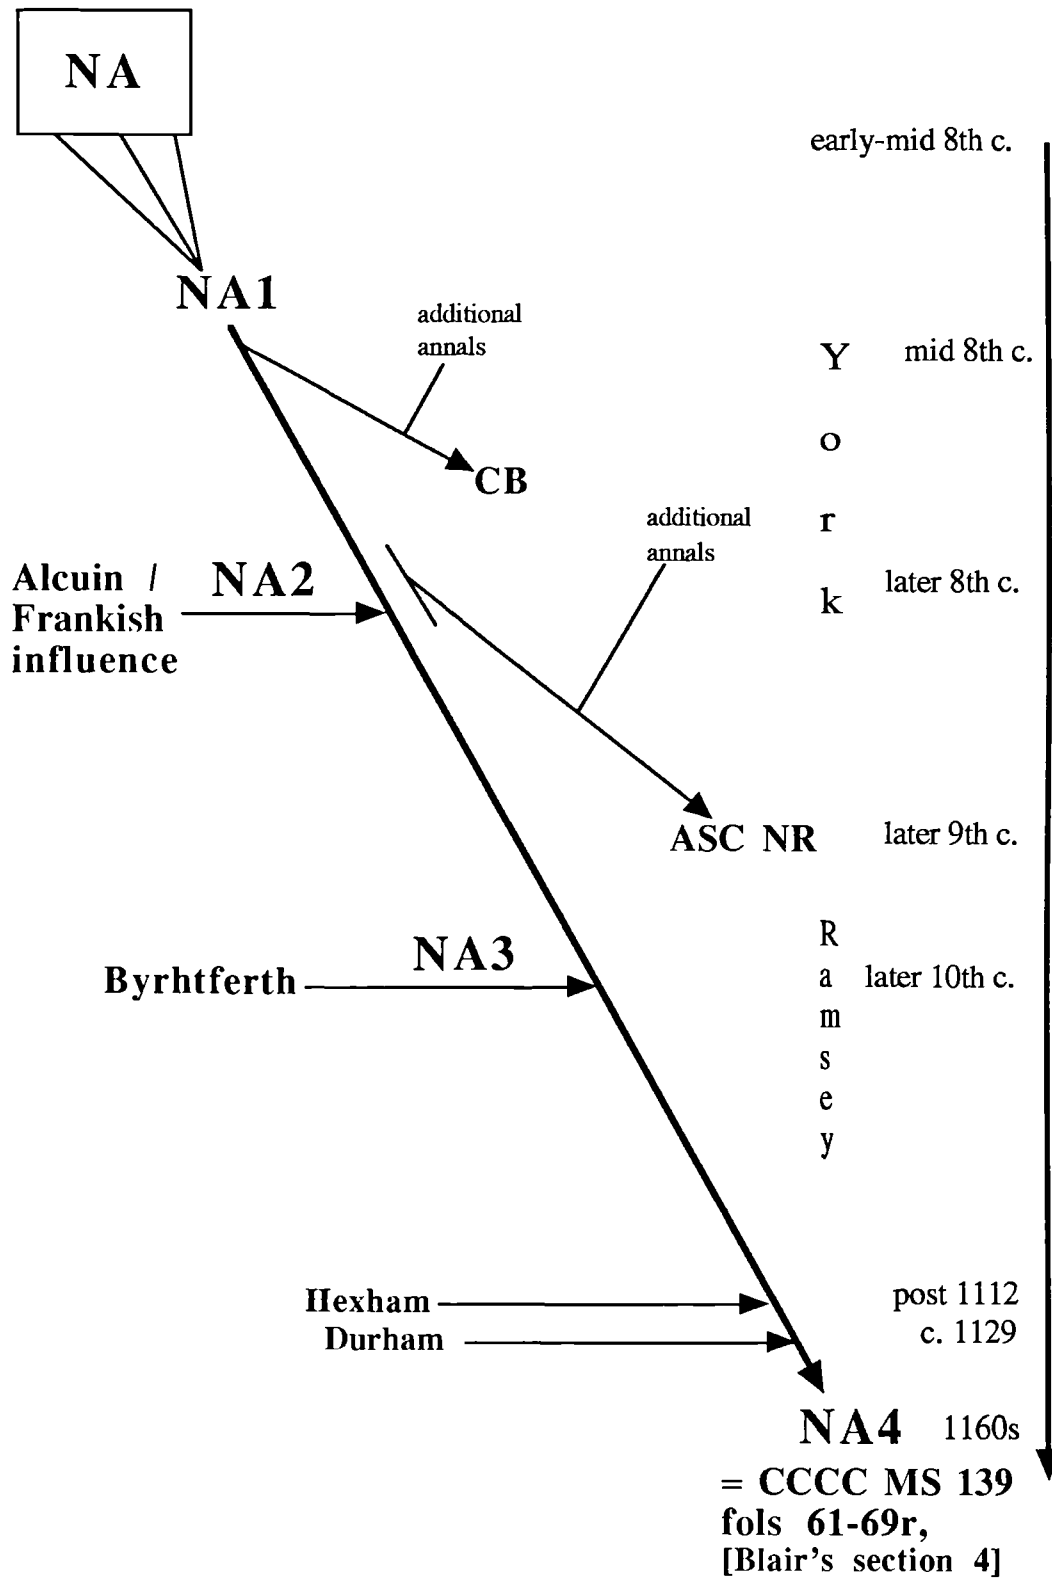 NA
early-mid 8th c.
NA1
additional
annals
York
mid 8th c.
CB
additional
annals
Alcuin /
Frankish
influence
NA2
later 8th c.
ASC NR
later 9th c.
Ramsey
Byrhtferth
NA3
later 10th c.
Hexham
post 1112
Durham
c. 1129
NA4
1160s
= CCCC MS 139
fols 61-69r,
[Blair's section 4]